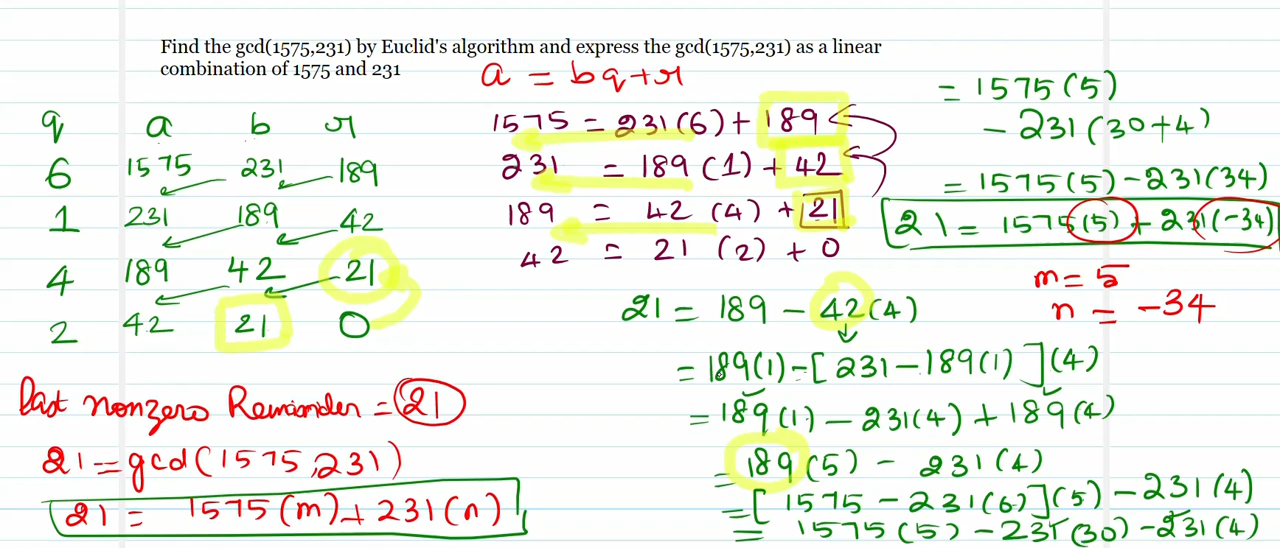 Find the gcd(1575,231) by Euclid's algorithm and express the gcd(1575,231) as a linear
combination of 1575 and 231
q a b r
6 1575 231 189
1 231 189 42
4 189 42 21
2 42 21 0
last nonzero Remainder = 21
21 = gcd(1575,231)
21 = 1575(m) + 231(n)
a = bq+r
1575 = 231(6) + 189
231 = 189 (1) + 42
189 = 42 (4) + 21
42 = 21 (2) + 0
21 = 189 - 42(4)
= 189(1) - [231 - 189(1)](4)
= 189(1) - 231(4) + 189(4)
= 189(5) - 231(4)
= [1575 - 231(6)](5) - 231(4)
= 1575(5) - 231(30) - 231(4)
= 1575(5)
- 231(30+4)
= 1575(5) - 231(34)
21 = 1575(5) + 231(-34)
m = 5
n = -34